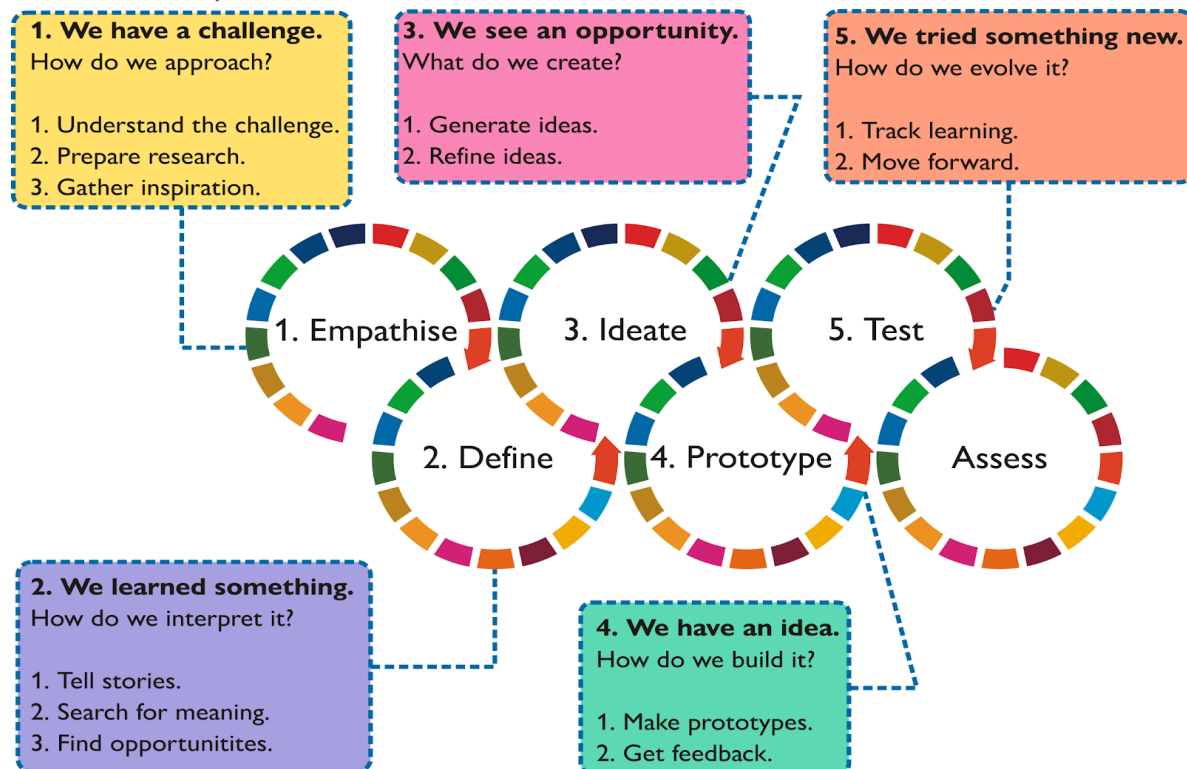 1. We have a challenge.
How do we approach?
1. Understand the challenge.
2. Prepare research.
3. Gather inspiration.
3. We see an opportunity.
What do we create?
1. Generate ideas.
2. Refine ideas.
5. We tried something new.
How do we evolve it?
1. Track learning.
2. Move forward.
1. Empathise
3. Ideate
5. Test
2. Define
4. Prototype
Assess
2. We learned something.
How do we interpret it?
1. Tell stories.
2. Search for meaning.
3. Find opportunitites.
4. We have an idea.
How do we build it?
1. Make prototypes.
2. Get feedback.